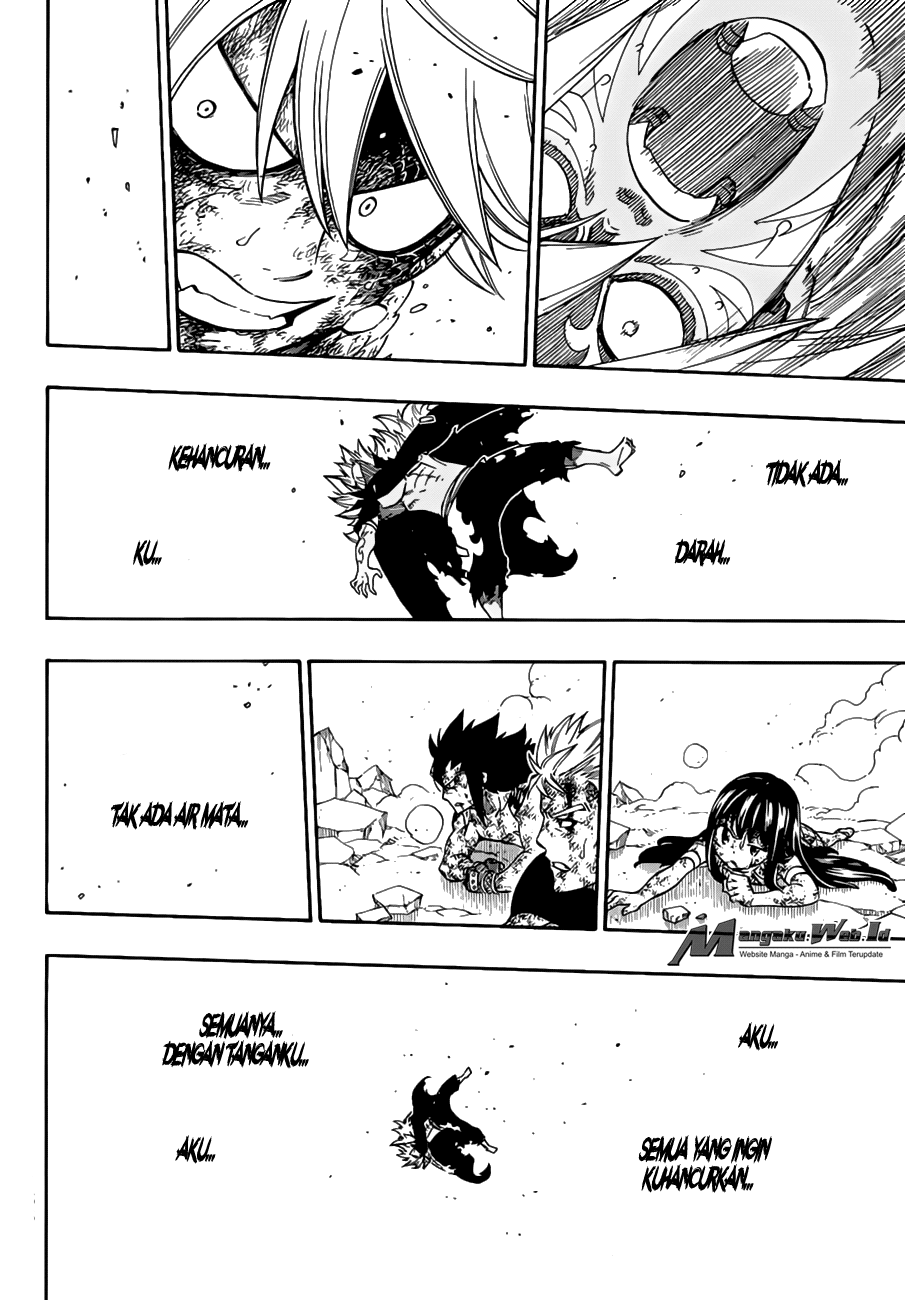 TIDAK ADA...
DARAH...
KEHANCURAN...
KU...
TAK ADA AIR MATA...
Mangaku.Web.Id
Website Manga - Anime & Film Terupdate
AKU...
SEMUA YANG INGIN
KUHANCURKAN...
SEMUANYA...
DENGAN TANGANKU...
AKU...